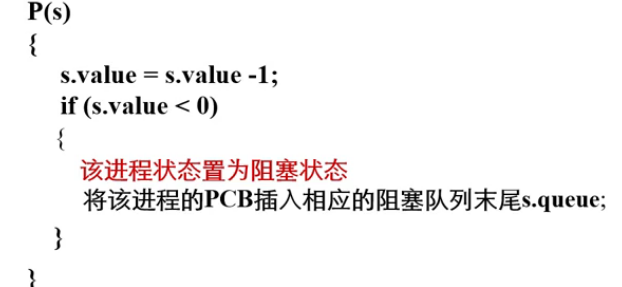 P(s)
{
s.value = s.value -1;
if (s.value < 0)
{
该进程状态置为阻塞状态
将该进程的PCB插入相应的阻塞队列末尾s.queue;
}
}